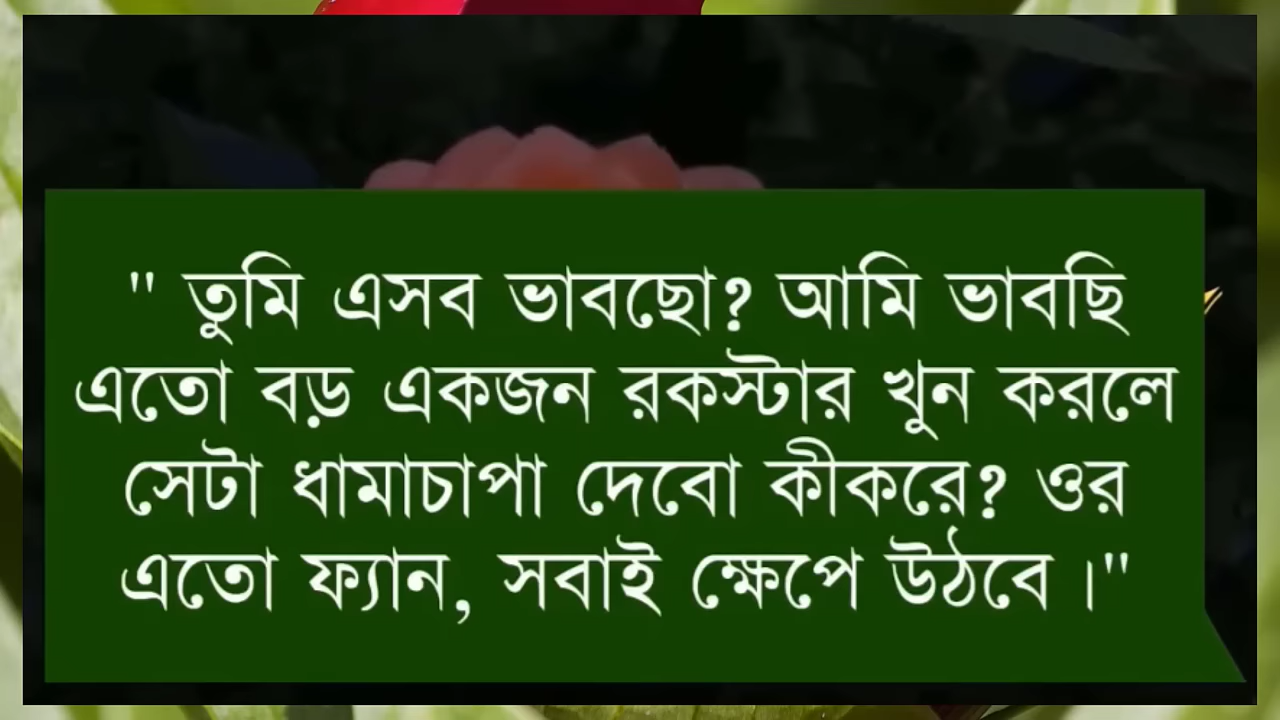 " তুমি এসব ভাবছো? আমি ভাবছি
এতো বড় একজন রকস্টার খুন করলে
সেটা ধামাচাপা দেবো কীকরে? ওর
এতো ফ্যান, সবাই ক্ষেপে উঠবে ।"